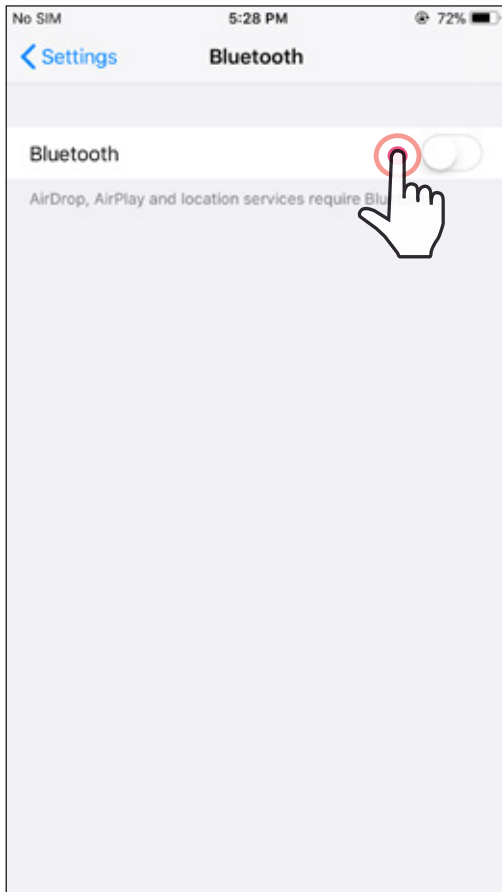 No SIM 5:28 PM 72%
Settings Bluetooth
Bluetooth
AirDrop, AirPlay and location services require